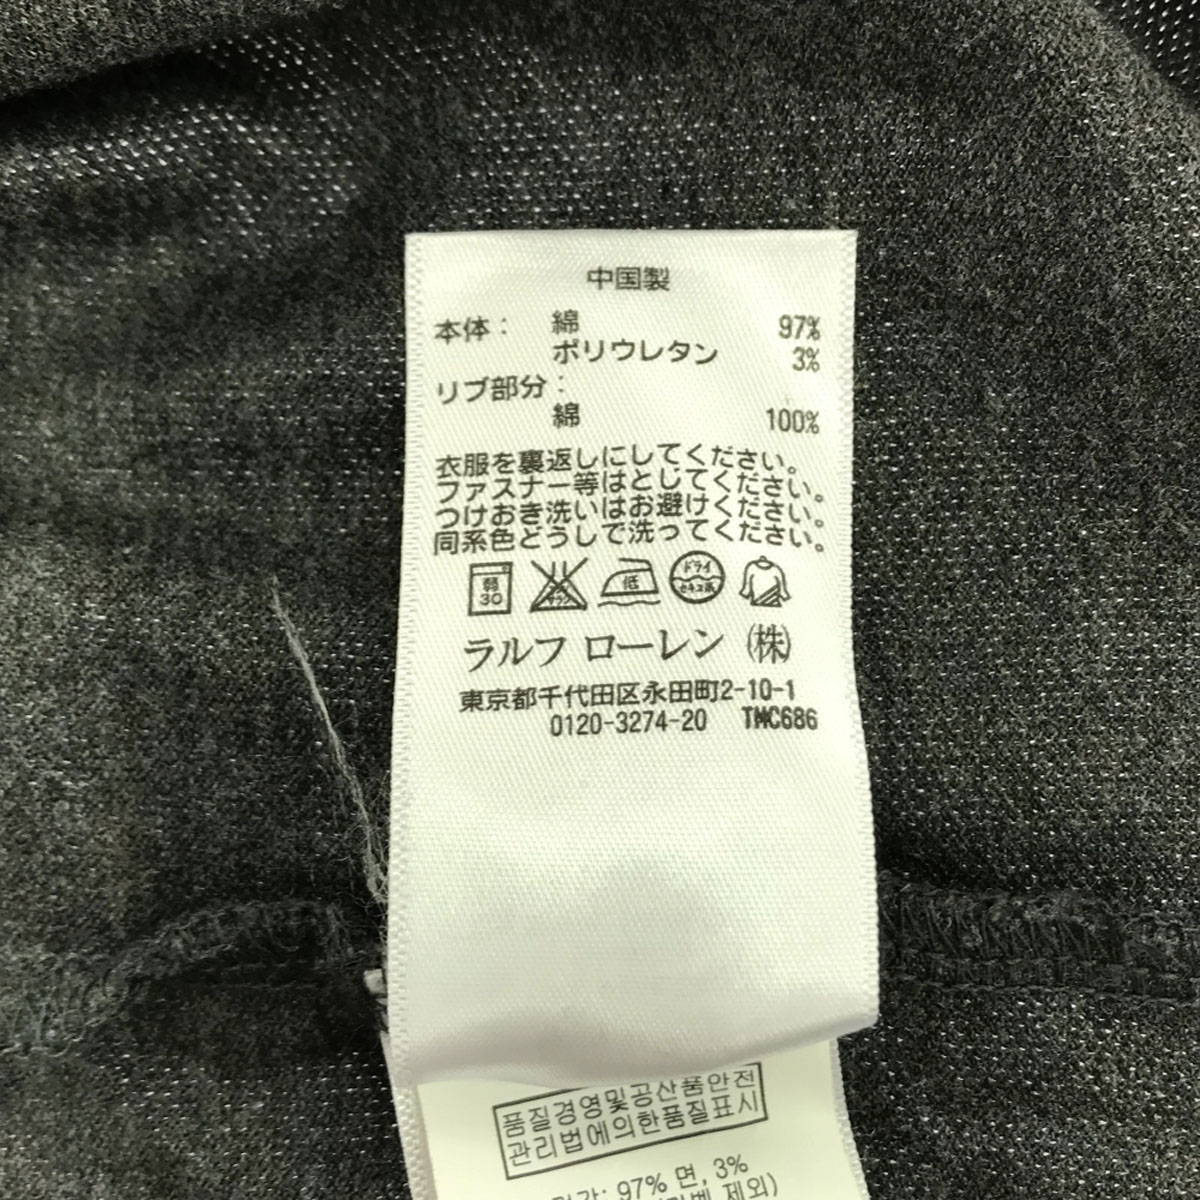 中国製
本体： 綿 97%
ポリウレタン 3%
リブ部分：
綿 100%
衣服を裏返しにしてください。
ファスナー等はとじてください。
つけおき洗いはお避けください。
同系色どうしで洗ってください。
弱 30 低 ドライ セキユ系
ラルフ ローレン （株）
東京都千代田区永田町2-10-1
0120-3274-20 TMC686
품질경영및공산품안전
관리법에의한품질표시
97% 면, 3%
제외)